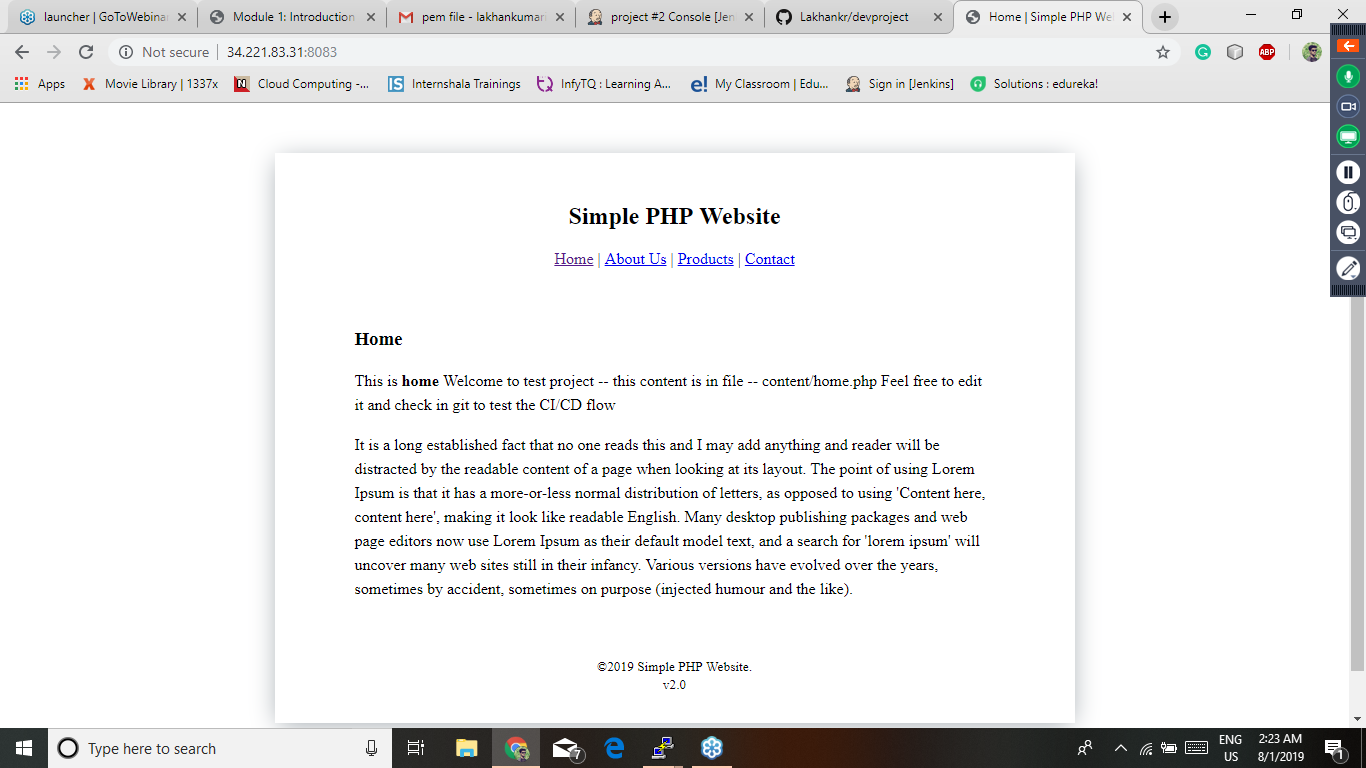 launcher | GoToWebinar
Module 1: Introduction
pem file - lakhankumar
project #2 Console [Jen
Lakhankr/devproject
Home | Simple PHP We
Not secure | 34.221.83.31:8083
ABP
Apps
Movie Library | 1337x
Cloud Computing -...
Internshala Trainings
InfyTQ : Learning A...
My Classroom | Edu...
Sign in [Jenkins]
Solutions : edureka!
Simple PHP Website
Home | About Us | Products | Contact
Home
This is home Welcome to test project -- this content is in file -- content/home.php Feel free to edit
it and check in git to test the CI/CD flow
It is a long established fact that no one reads this and I may add anything and reader will be
distracted by the readable content of a page when looking at its layout. The point of using Lorem
Ipsum is that it has a more-or-less normal distribution of letters, as opposed to using 'Content here,
content here', making it look like readable English. Many desktop publishing packages and web
page editors now use Lorem Ipsum as their default model text, and a search for 'lorem ipsum' will
uncover many web sites still in their infancy. Various versions have evolved over the years,
sometimes by accident, sometimes on purpose (injected humour and the like).
©2019 Simple PHP Website.
v2.0
Type here to search
7
ENG
US
2:23 AM
8/1/2019
1